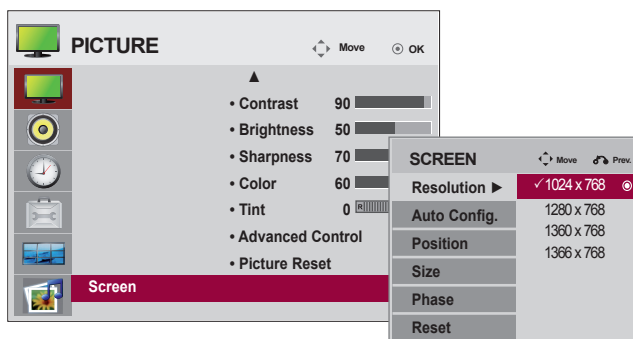 PICTURE
Move
OK
▲
• Contrast 90
• Brightness 50
• Sharpness 70
• Color 60
• Tint 0 R
• Advanced Control
• Picture Reset
Screen
SCREEN
Move
Prev.
Resolution ►
✓1024 x 768
Auto Config.
1280 x 768
1360 x 768
Position
1366 x 768
Size
Phase
Reset